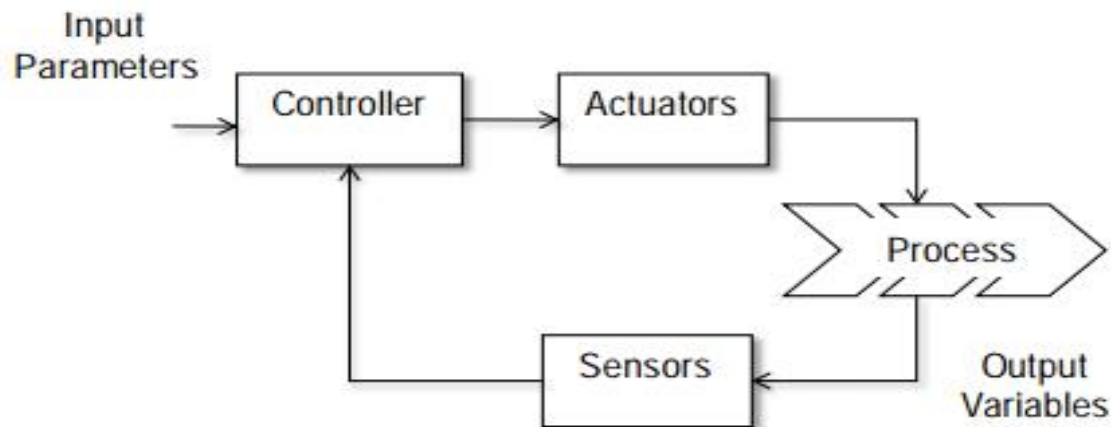 Input
Parameters
Controller
Actuators
Process
Sensors
Output
Variables